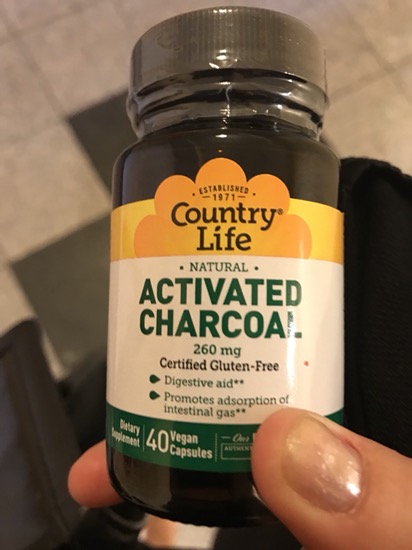 ESTABLISHED
- 1971 -
Country®
Life
• NATURAL •
ACTIVATED
CHARCOAL
260 mg
Certified Gluten-Free
Digestive aid**
Promotes adsorption of
intestinal gas**
Dietary
Supplement
40 Vegan
Capsules
Our